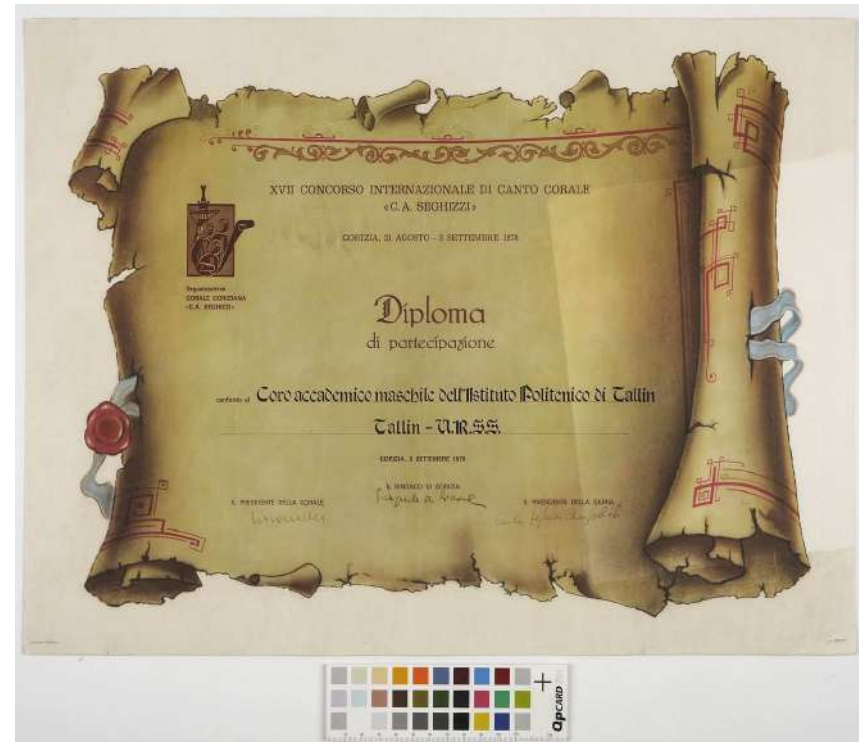 XVII CONCORSO INTERNAZIONALE DI CANTO CORALE
«C.A. SEGHIZZI»
GORIZIA, 31 AGOSTO - 3 SETTEMBRE 1978
Organizzazione
CORALE GORIZIANA
«C.A. SEGHIZZI»
Diploma
di partecipazione
conferito al Coro accademico maschile dell'Istituto Politenico di Tallin
Tallin - U.R.S.S.
GORIZIA, 3 SETTEMBRE 1978
IL SINDACO DI GORIZIA
IL PRESIDENTE DELLA CORALE
IL PRESIDENTE DELLA GIURIA
QPCARD